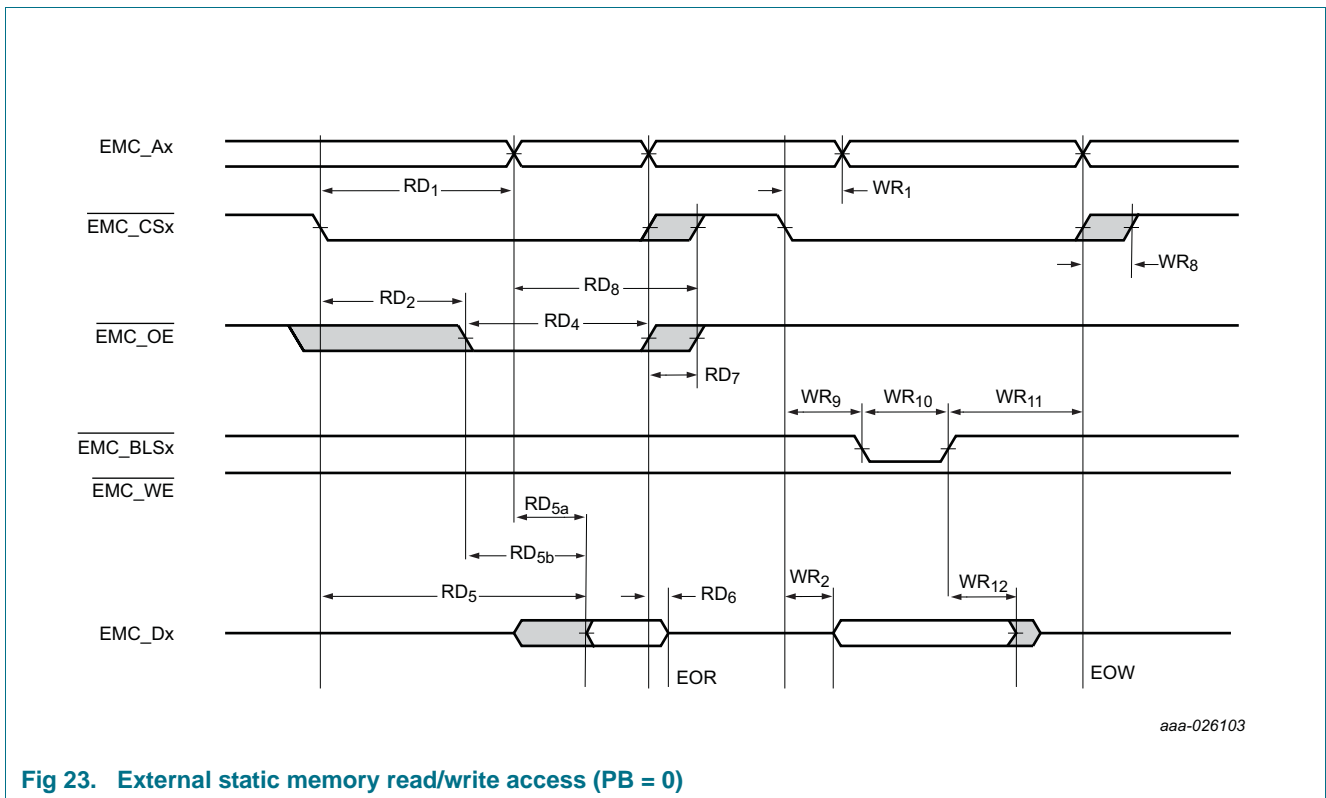 EMC_Ax
RD1
WR1
EMC_CSx
WR8
RD8
RD2
RD4
EMC_OE
RD7
WR9
WR10
WR11
EMC_BLSx
EMC_WE
RD5a
RD5b
RD5
RD6
WR2
WR12
EMC_Dx
EOR
EOW
aaa-026103
Fig 23. External static memory read/write access (PB = 0)